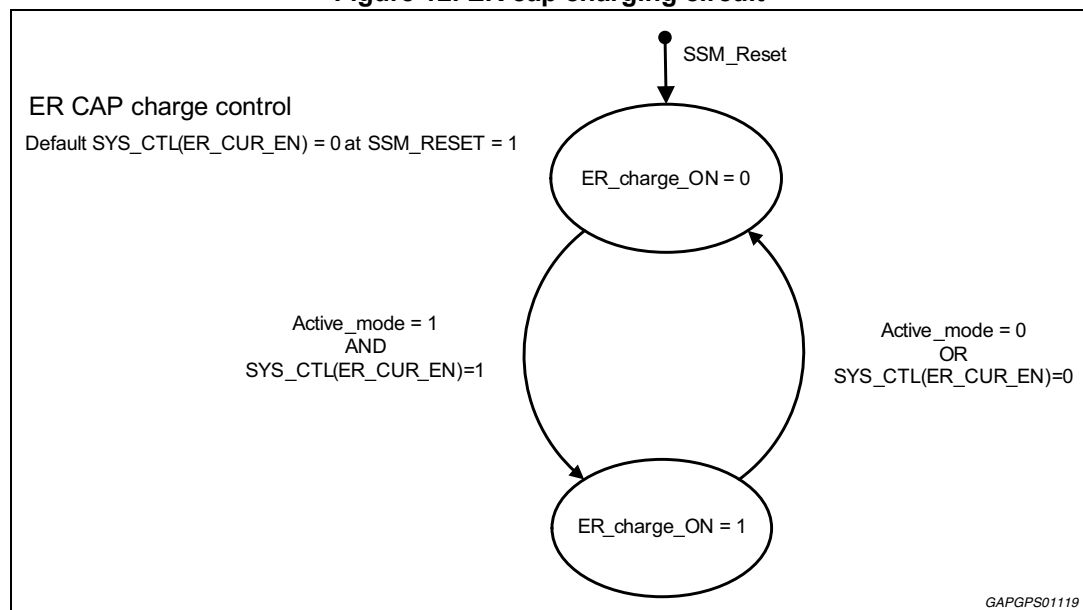 SSM_Reset
ER CAP charge control
Default SYS_CTL(ER_CUR_EN) = 0 at SSM_RESET = 1
ER_charge_ON = 0
Active_mode = 1
AND
SYS_CTL(ER_CUR_EN)=1
Active_mode = 0
OR
SYS_CTL(ER_CUR_EN)=0
ER_charge_ON = 1
GAPGPS01119